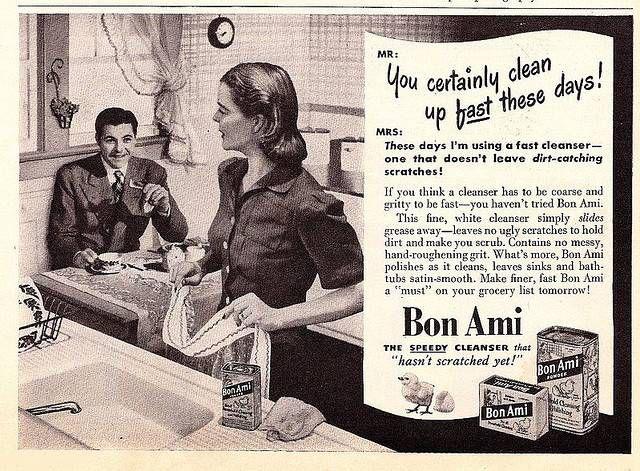 MR:
You certainly clean
up fast these days!
MRS:
These days I'm using a fast cleanser—
one that doesn't leave dirt-catching
scratches!
If you think a cleanser has to be coarse and
gritty to be fast—you haven't tried Bon Ami.
This fine, white cleanser simply slides
grease away—leaves no ugly scratches to hold
dirt and make you scrub. Contains no messy,
hand-roughening grit. What's more, Bon Ami
polishes as it cleans, leaves sinks and bath-
tubs satin-smooth. Make finer, fast Bon Ami
a "must" on your grocery list tomorrow!
Bon Ami
THE SPEEDY CLEANSER that
"hasn't scratched yet!"
Bon Ami
POWDER
Bon Ami
Bon Ami